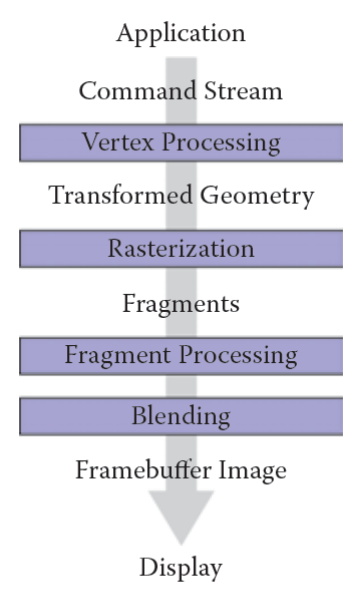 Application
Command Stream
Vertex Processing
Transformed Geometry
Rasterization
Fragments
Fragment Processing
Blending
Framebuffer Image
Display